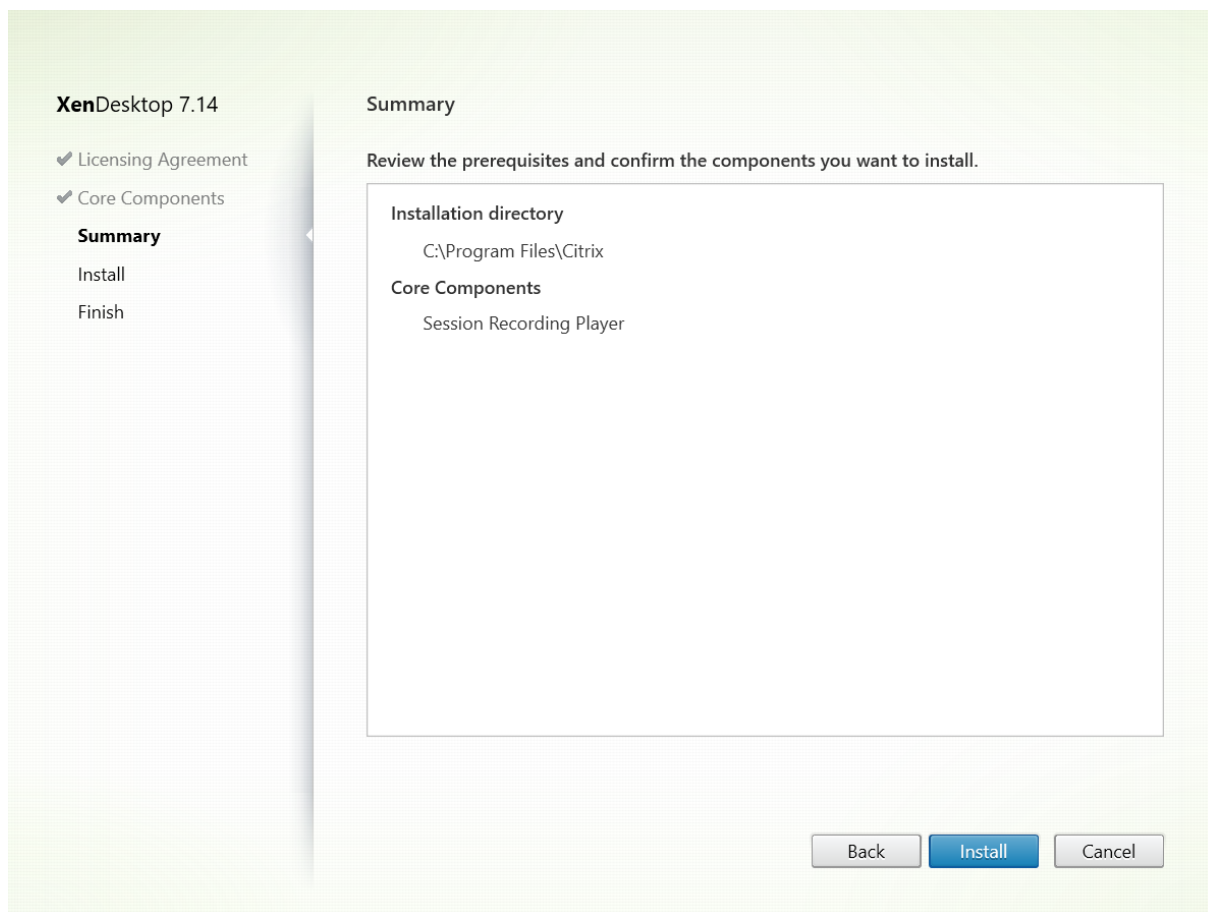 XenDesktop 7.14
Licensing Agreement
Core Components
Summary
Install
Finish
Summary
Review the prerequisites and confirm the components you want to install.
Installation directory
C:\Program Files\Citrix
Core Components
Session Recording Player
Back
Install
Cancel